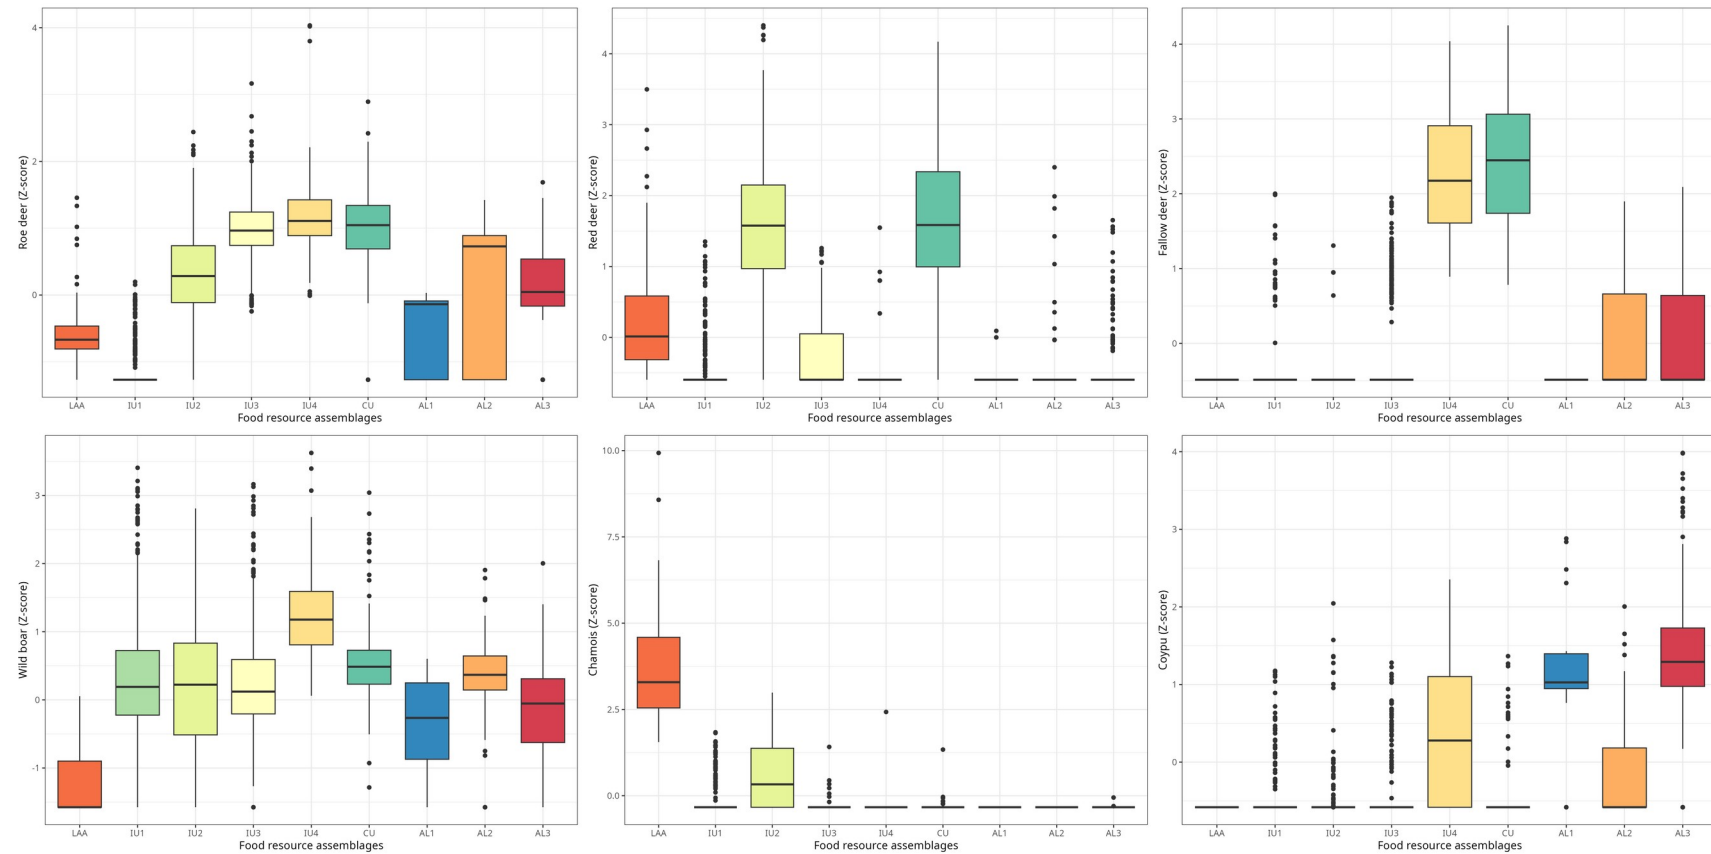 Roe deer (Z-score)
4
2
0
LAA IU1 IU2 IU3 IU4 CU AL1 AL2 AL3
Food resource assemblages
Red deer (Z-score)
4
3
2
1
0
LAA IU1 IU2 IU3 IU4 CU AL1 AL2 AL3
Food resource assemblages
Fallow deer (Z-score)
4
3
2
1
0
LAA IU1 IU2 IU3 IU4 CU AL1 AL2 AL3
Food resource assemblages
Wild boar (Z-score)
3
2
1
0
-1
LAA IU1 IU2 IU3 IU4 CU AL1 AL2 AL3
Food resource assemblages
Chamois (Z-score)
10.0
7.5
5.0
2.5
0.0
LAA IU1 IU2 IU3 IU4 CU AL1 AL2 AL3
Food resource assemblages
Coypu (Z-score)
4
3
2
1
0
LAA IU1 IU2 IU3 IU4 CU AL1 AL2 AL3
Food resource assemblages